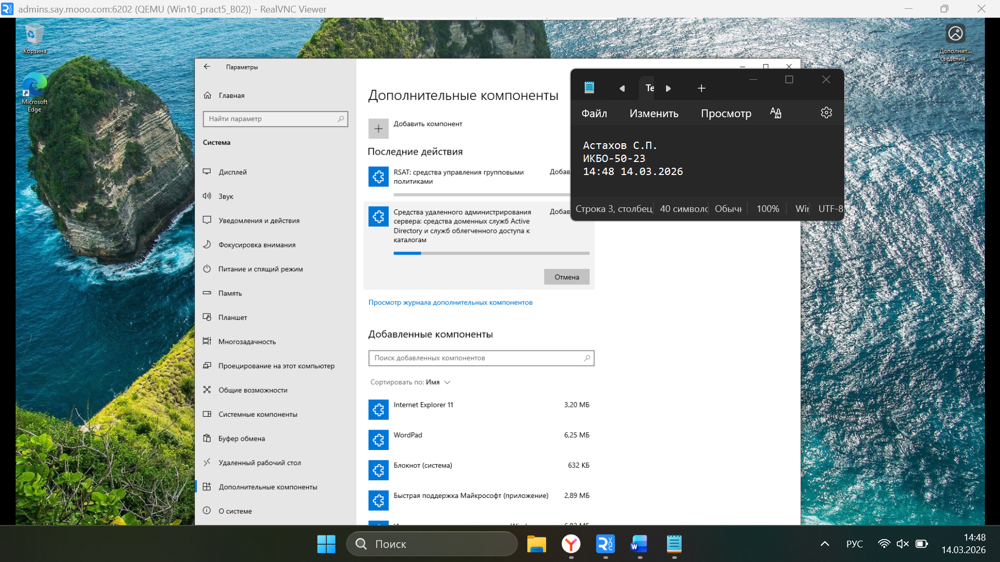 admins.say.mooo.com:6202 (QEMU (Win10_pract5_B02)) - RealVNC Viewer
Корзина
Microsoft
Edge
Дополнит...
сведения ...
Параметры
Главная
Найти параметр
Система
Дисплей
Звук
Уведомления и действия
Фокусировка внимания
Питание и спящий режим
Память
Планшет
Многозадачность
Проецирование на этот компьютер
Общие возможности
Системные компоненты
Буфер обмена
Удаленный рабочий стол
Дополнительные компоненты
О системе
Дополнительные компоненты
Добавить компонент
Последние действия
RSAT: средства управления групповыми
политиками
Добав
Средства удаленного администрирования
сервера: средства доменных служб Active
Directory и служб облегченного доступа к
каталогам
Добав
Отмена
Просмотр журнала дополнительных компонентов
Добавленные компоненты
Поиск добавленных компонентов
Сортировать по: Имя
Internet Explorer 11 3,20 МБ
WordPad 6,25 МБ
Блокнот (система) 632 КБ
Быстрая поддержка Майкрософт (приложение) 2,89 МБ
Те
Файл Изменить Просмотр
Астахов С.П.
ИКБО-50-23
14:48 14.03.2026
Строка 3, столбец 40 символо Обычн 100% Wir UTF-8
Поиск
РУС
14:48
14.03.2026